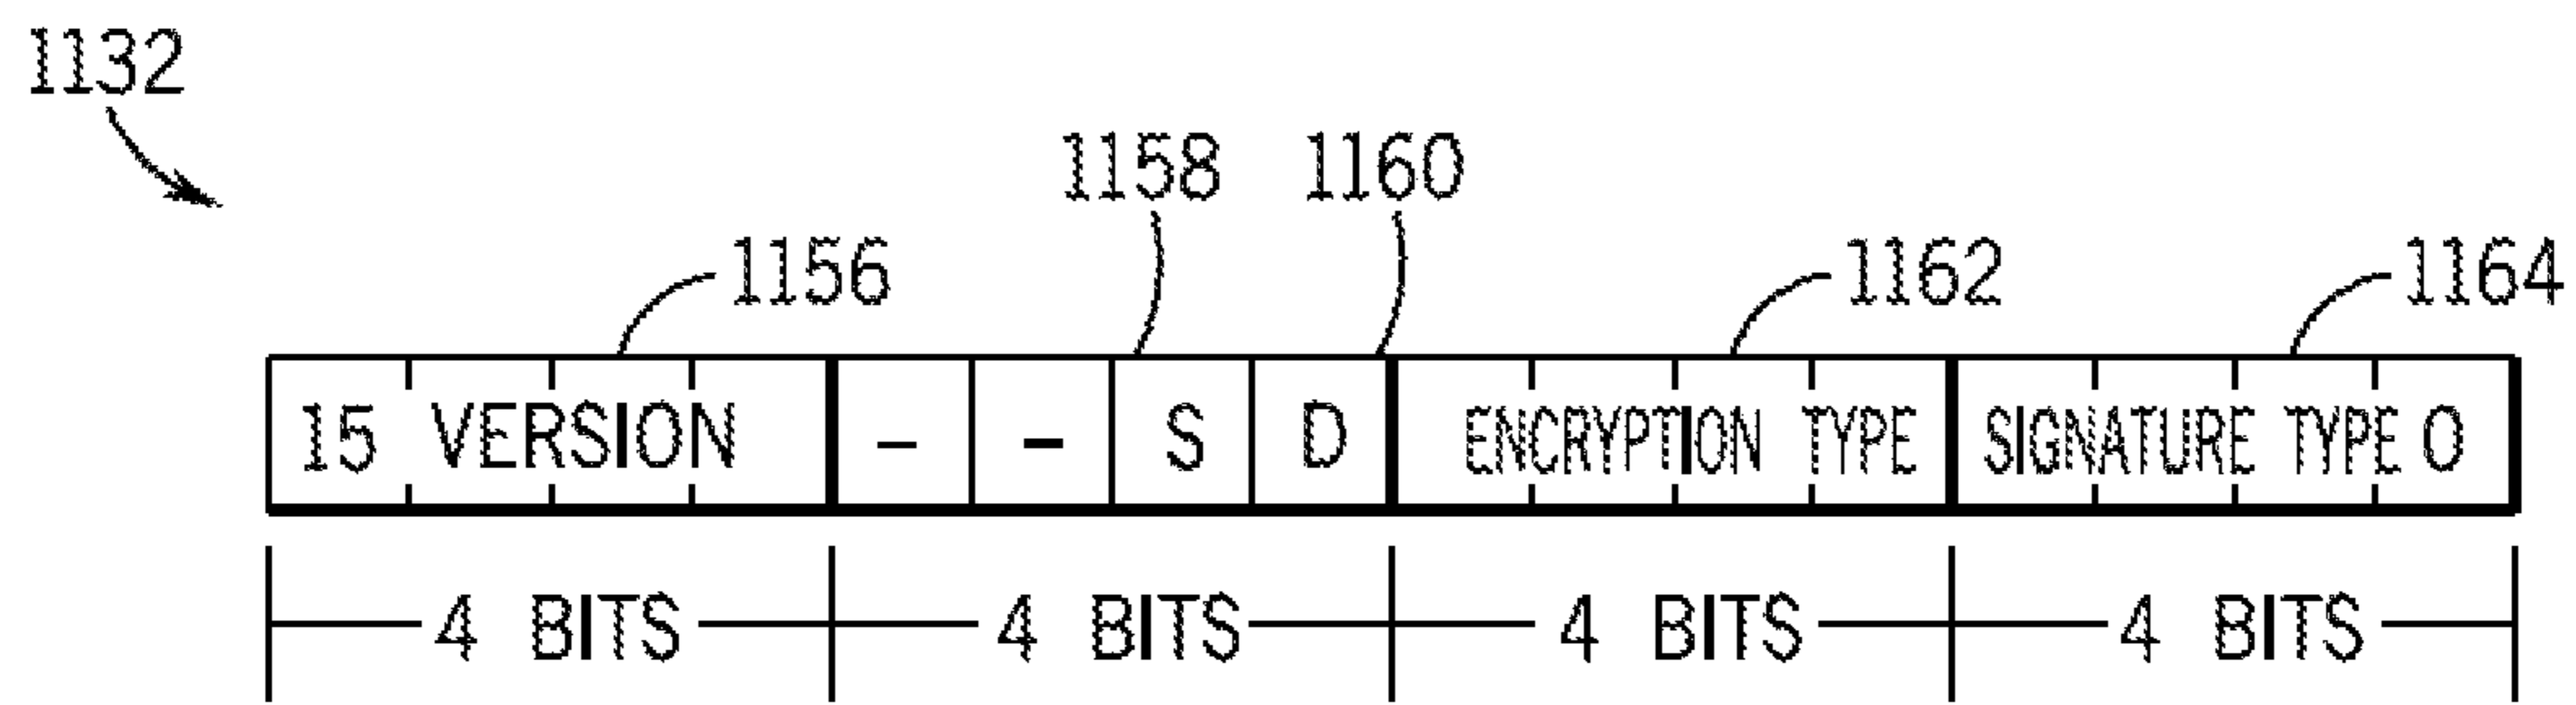 1132
1158 1160
1156 1162 1164
15 VERSION - - S D ENCRYPTION TYPE SIGNATURE TYPE 0
4 BITS 4 BITS 4 BITS 4 BITS